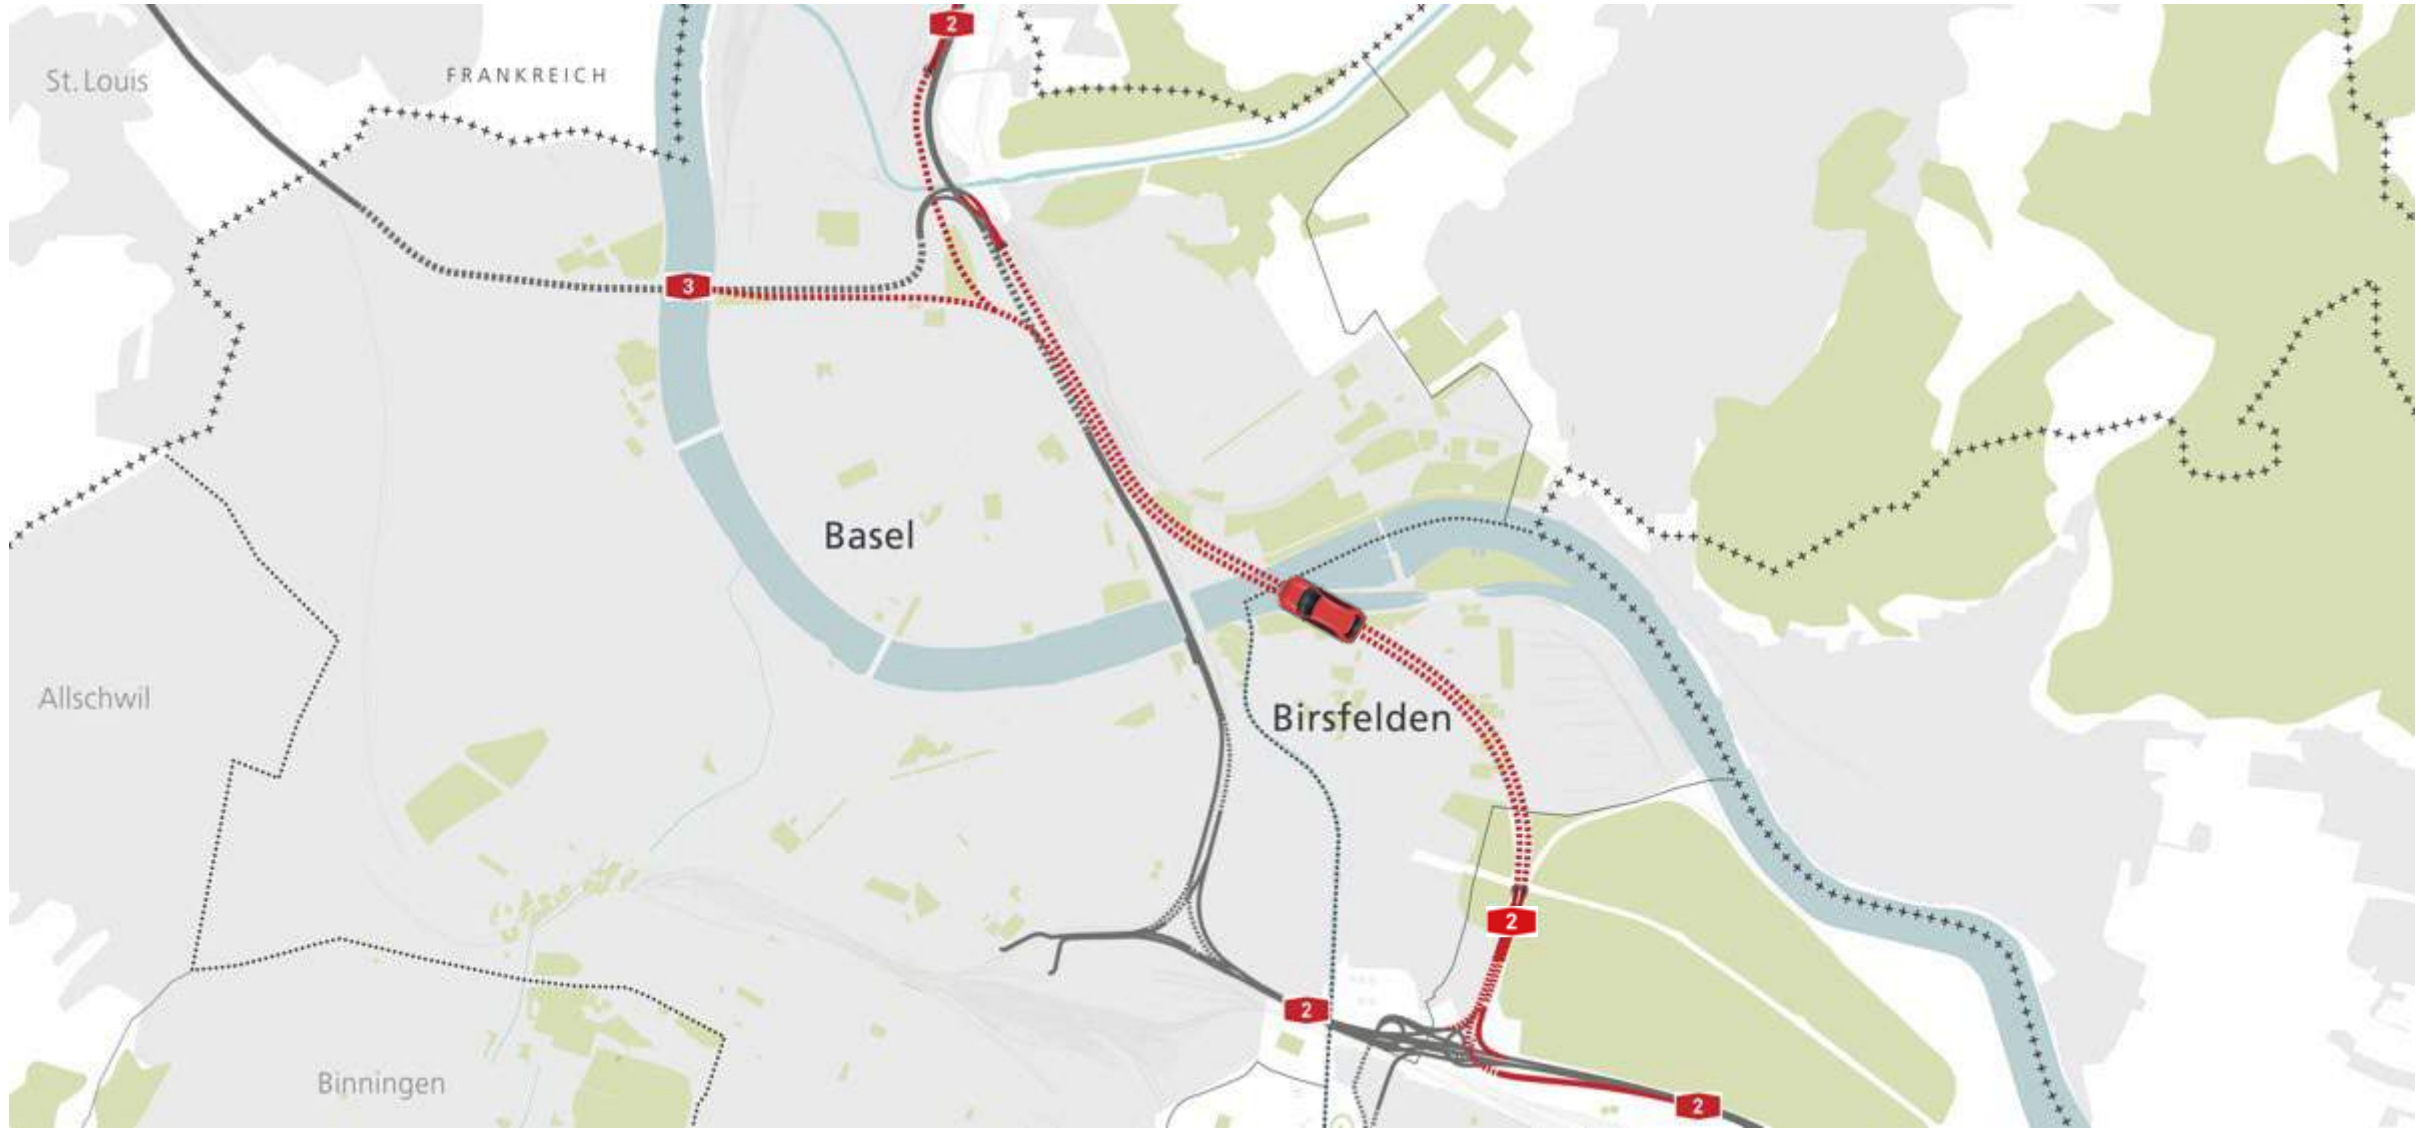 2
St. Louis
FRANKREICH
3
Basel
Allschwil
Birsfelden
2
2
Binningen
2